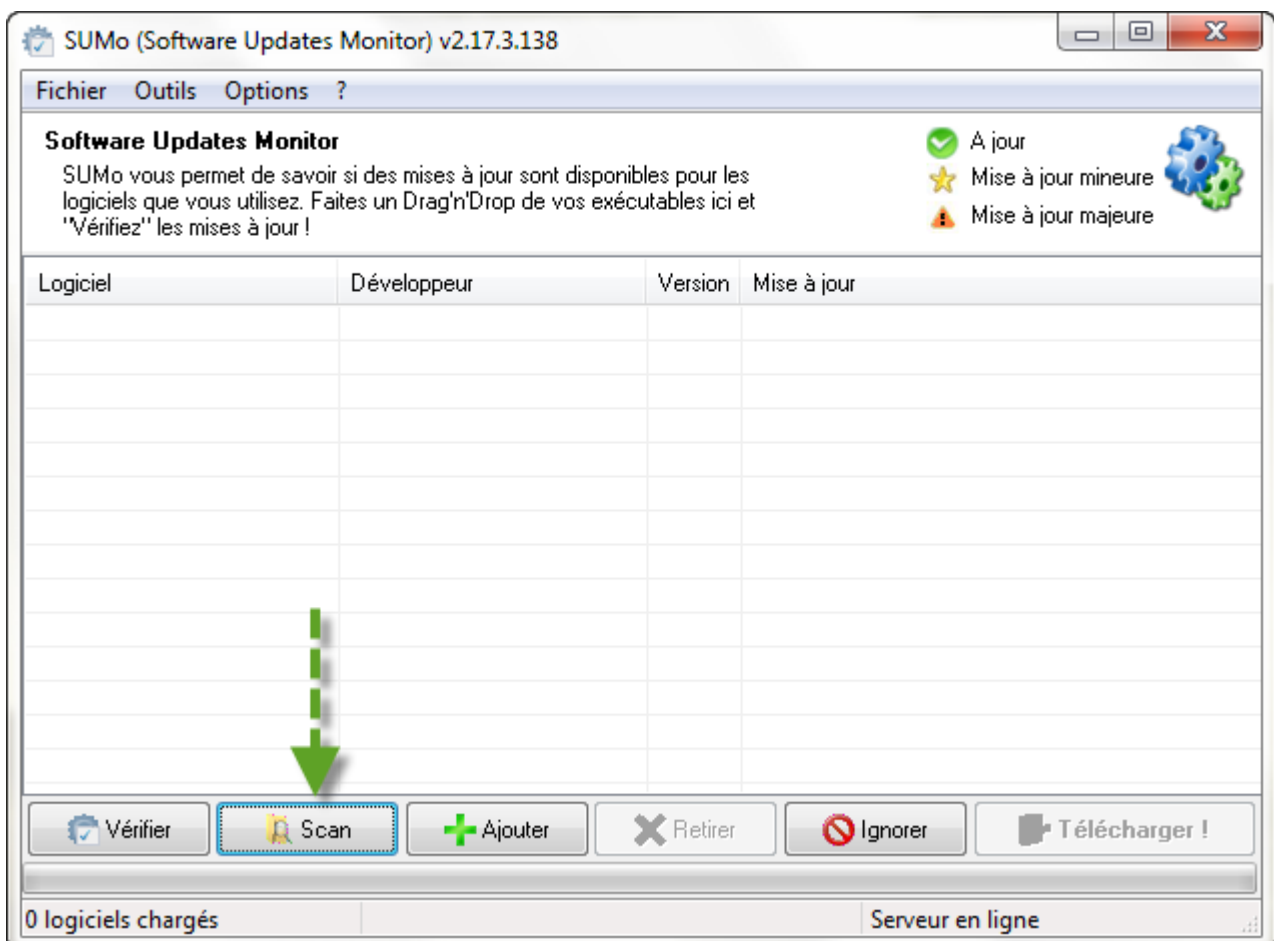 SUMo (Software Updates Monitor) v2.17.3.138
Fichier Outils Options ?
Software Updates Monitor
SUMo vous permet de savoir si des mises à jour sont disponibles pour les
logiciels que vous utilisez. Faites un Drag'n'Drop de vos exécutables ici et
"Vérifiez" les mises à jour !
A jour
Mise à jour mineure
Mise à jour majeure
Logiciel Développeur Version Mise à jour
Vérifier Scan Ajouter Retirer Ignorer Télécharger !
0 logiciels chargés Serveur en ligne